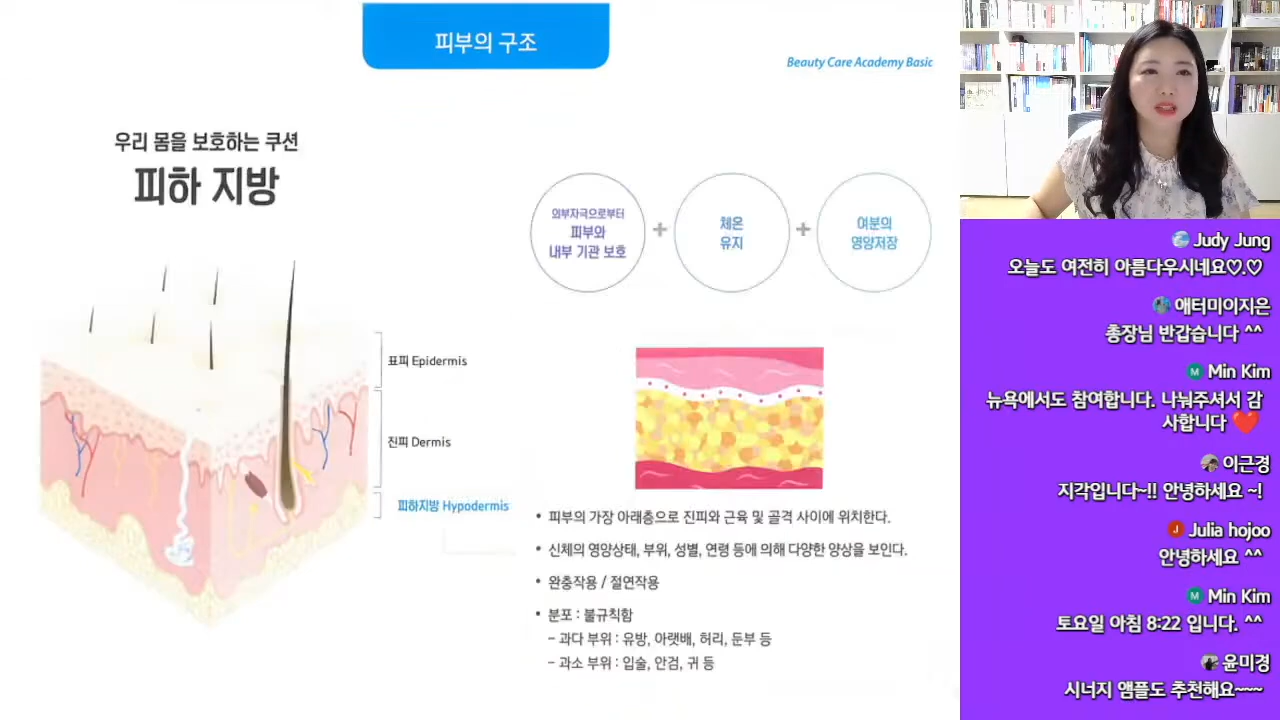 피부의 구조
Beauty Care Academy Basic
우리 몸을 보호하는 쿠션
피하 지방
외부자극으로부터
피부와
내부 기관 보호
+
체온
유지
+
여분의
영양저장
표피 Epidermis
진피 Dermis
피하지방 Hypodermis
• 피부의 가장 아래층으로 진피와 근육 및 골격 사이에 위치한다.
• 신체의 영양상태, 부위, 성별, 연령 등에 의해 다양한 양상을 보인다.
• 완충작용 / 절연작용
• 분포 : 불규칙함
– 과다 부위 : 유방, 아랫배, 허리, 둔부 등
– 과소 부위 : 입술, 안검, 귀 등
Judy Jung
오늘도 여전히 아름다우시네요♡.♡
애터미이지은
총장님 반갑습니다 ^^
M Min Kim
뉴욕에서도 참여합니다. 나눠주셔서 감
사합니다 ❤️
이근경
지각입니다~!! 안녕하세요 ~!
J Julia hojoo
안녕하세요 ^^
M Min Kim
토요일 아침 8:22 입니다. ^^
윤미경
시너지 앰플도 추천해요~~~